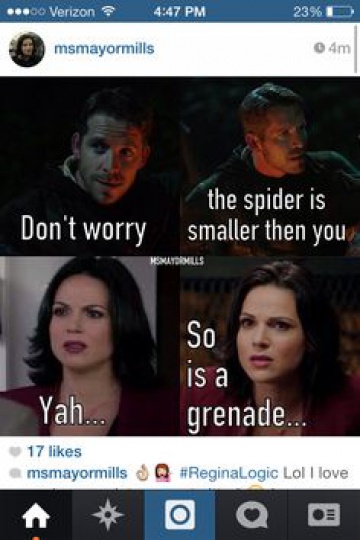 Verizon 4:47 PM 23%
msmayormills 4m
Don't worry
the spider is
smaller then you
MSMAYORMILLS
Yah...
So
is a
grenade...
17 likes
msmayormills 👌🏼 💁🏻 #ReginaLogic Lol I love